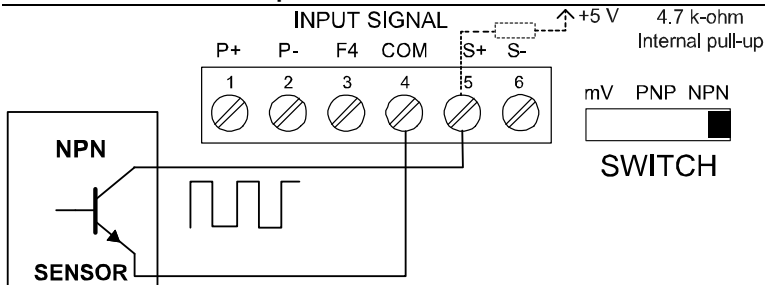 INPUT SIGNAL
+5 V
4.7 k-ohm
Internal pull-up
P+ P- F4 COM S+ S-
1 2 3 4 5 6
mV PNP NPN
SWITCH
NPN
SENSOR